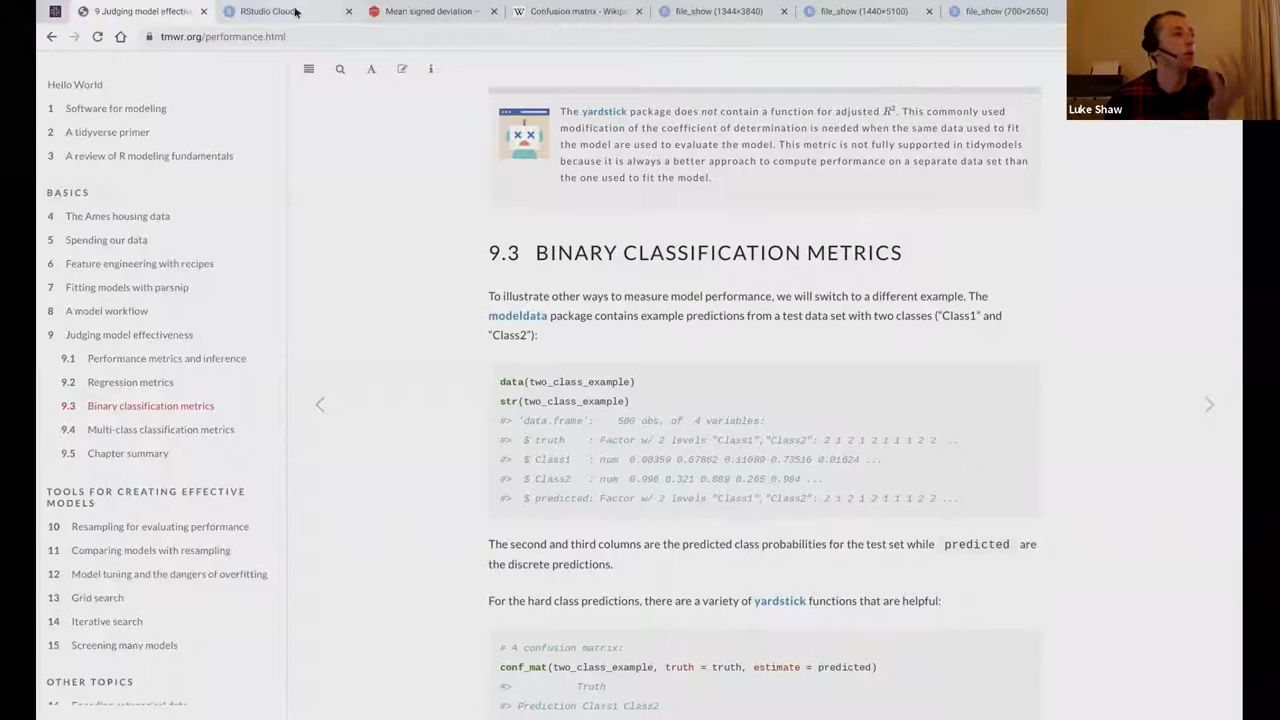 9 Judging model effectiv
RStudio Cloud
Mean signed deviation –
Confusion matrix - Wikipe
file_show (1344×3840)
file_show (1440×5100)
file_show (700×2650)
tmwr.org/performance.html
Luke Shaw
Hello World
1 Software for modeling
2 A tidyverse primer
3 A review of R modeling fundamentals
BASICS
4 The Ames housing data
5 Spending our data
6 Feature engineering with recipes
7 Fitting models with parsnip
8 A model workflow
9 Judging model effectiveness
9.1 Performance metrics and inference
9.2 Regression metrics
9.3 Binary classification metrics
9.4 Multi-class classification metrics
9.5 Chapter summary
TOOLS FOR CREATING EFFECTIVE
MODELS
10 Resampling for evaluating performance
11 Comparing models with resampling
12 Model tuning and the dangers of overfitting
13 Grid search
14 Iterative search
15 Screening many models
OTHER TOPICS
The yardstick package does not contain a function for adjusted R². This commonly used
modification of the coefficient of determination is needed when the same data used to fit
the model are used to evaluate the model. This metric is not fully supported in tidymodels
because it is always a better approach to compute performance on a separate data set than
the one used to fit the model.
9.3 BINARY CLASSIFICATION METRICS
To illustrate other ways to measure model performance, we will switch to a different example. The
modeldata package contains example predictions from a test data set with two classes (“Class1” and
“Class2”):
data(two_class_example)
str(two_class_example)
#> 'data.frame': 500 obs. of 4 variables:
#> $ truth : Factor w/ 2 levels "Class1","Class2": 2 1 2 1 2 1 1 1 2 2 ...
#> $ Class1 : num 0.00359 0.67862 0.11089 0.73516 0.01624 ...
#> $ Class2 : num 0.996 0.321 0.889 0.265 0.984 ...
#> $ predicted: Factor w/ 2 levels "Class1","Class2": 2 1 2 1 2 1 1 1 2 2 ...
The second and third columns are the predicted class probabilities for the test set while predicted are
the discrete predictions.
For the hard class predictions, there are a variety of yardstick functions that are helpful:
# A confusion matrix:
conf_mat(two_class_example, truth = truth, estimate = predicted)
#> Truth
#> Prediction Class1 Class2